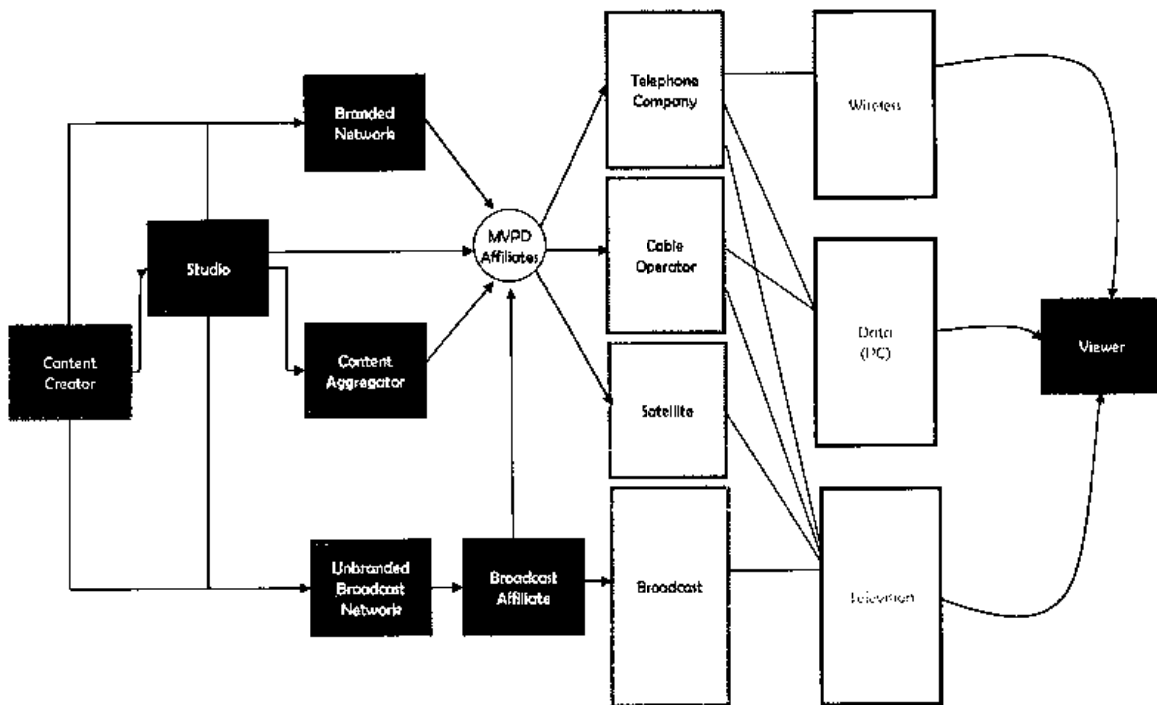 Branded
Network
Telephone
Company
Wireless
MVPD
Affiliates
Studio
Cable
Operator
Content
Creator
Content
Aggregator
Data
(PC)
Viewer
Satellite
Unbranded
Broadcast
Network
Broadcast
Affiliate
Broadcast
Television